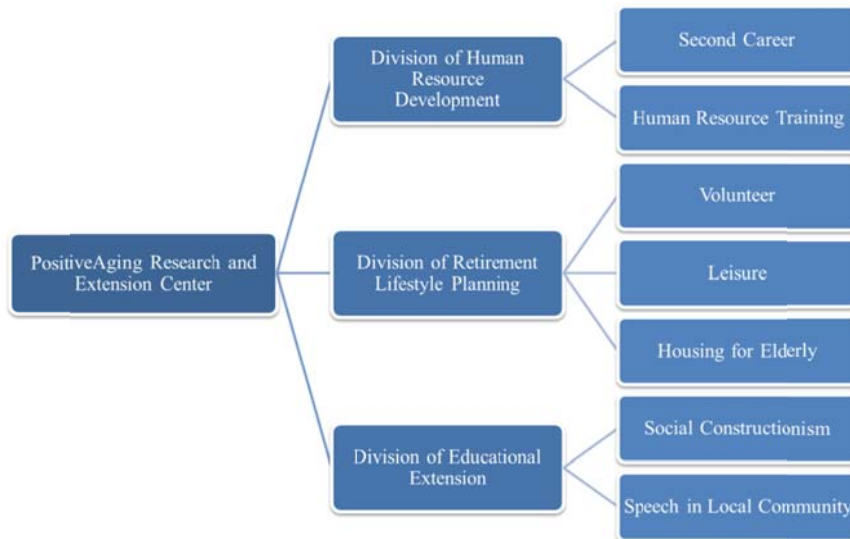 PositiveAging Research and
Extension Center
Division of Human
Resource
Development
Second Career
Human Resource Training
Division of Retirement
Lifestyle Planning
Volunteer
Leisure
Housing for Elderly
Division of Educational
Extension
Social Constructionism
Speech in Local Community